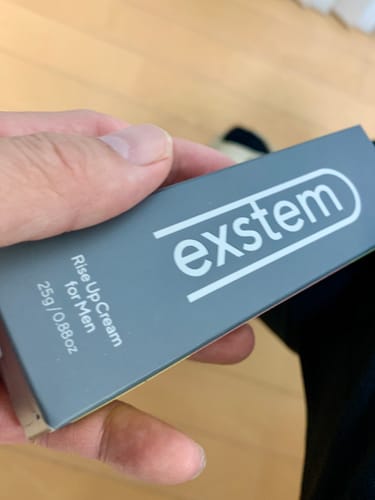 exstem
Rise Up Cream
for Men
25g/0.88oz